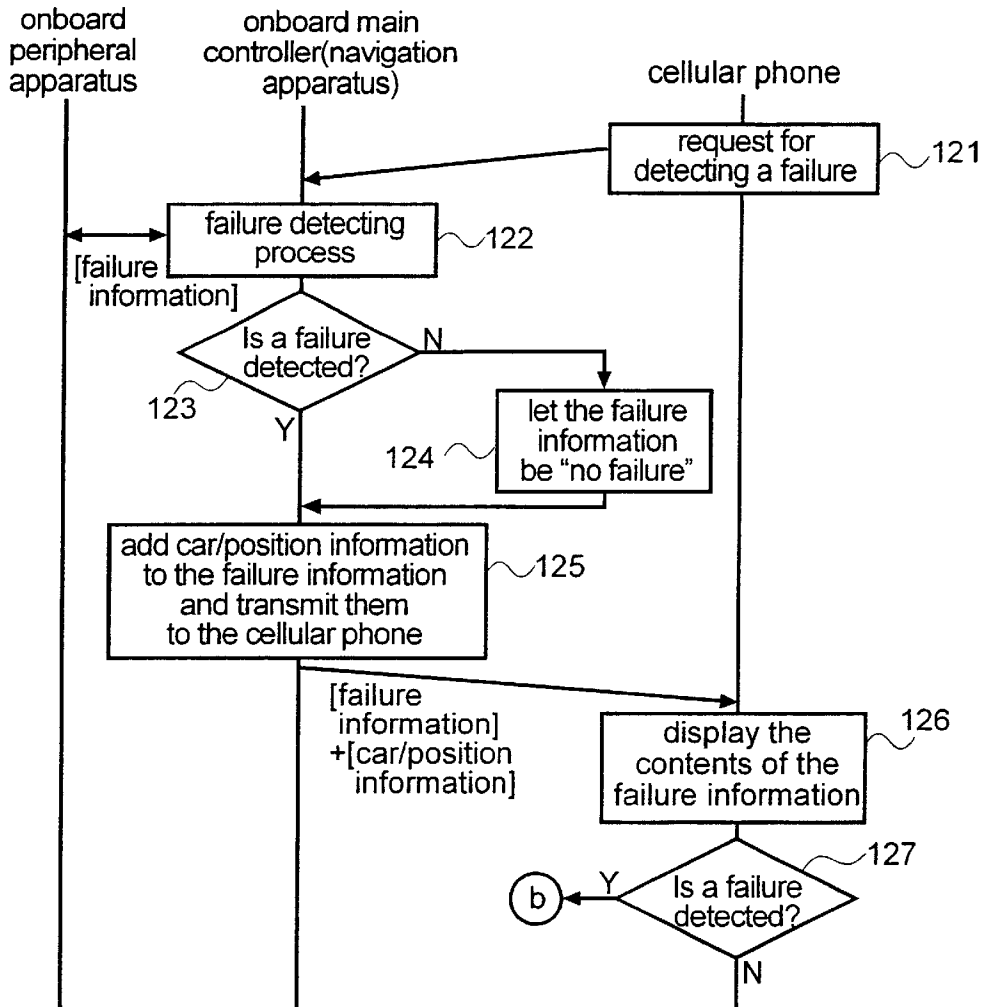 onboard
peripheral
apparatus
onboard main
controller(navigation
apparatus)
cellular phone
request for
detecting a failure
121
failure detecting
process
122
[failure
information]
Is a failure
detected?
N
123
Y
let the failure
information
be “no failure”
124
add car/position information
to the failure information
and transmit them
to the cellular phone
125
[failure
information]
+[car/position
information]
display the
contents of the
failure information
126
127
Is a failure
detected?
Y
b
N